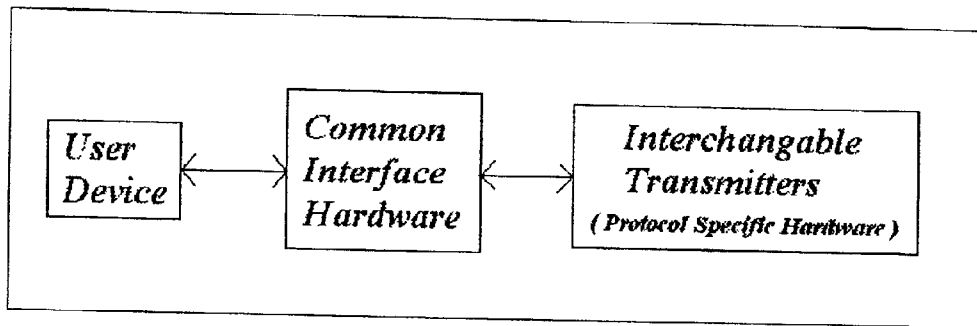 User
Device
Common
Interface
Hardware
Interchangable
Transmitters
( Protocol Specific Hardware )